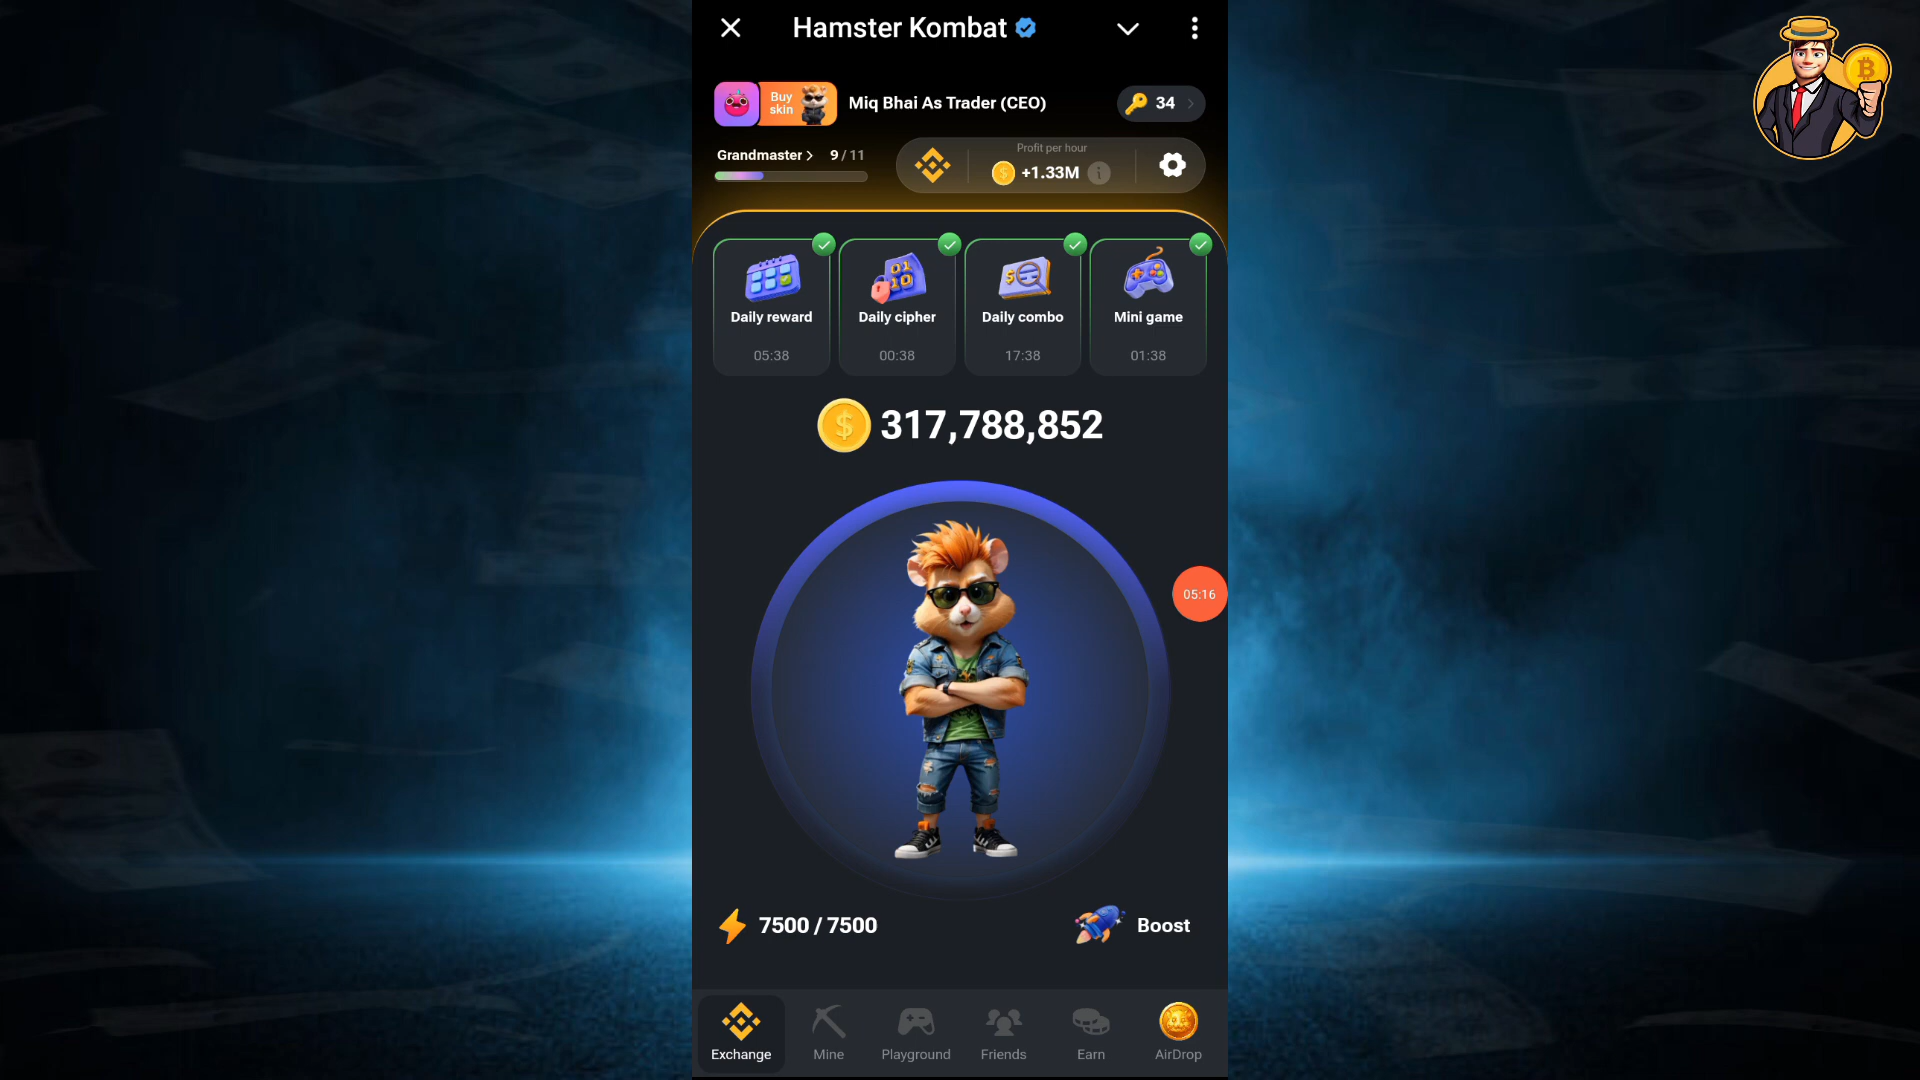 Hamster Kombat
Buy
skin
Miq Bhai As Trader (CEO)
34
Grandmaster
9 / 11
Profit per hour
$ +1.33M i
Daily reward
05:38
01
10
Daily cipher
00:38
$
Daily combo
17:38
Mini game
01:38
$ 317,788,852
05:16
7500 / 7500
Boost
Exchange
Mine
Playground
Friends
Earn
AirDrop